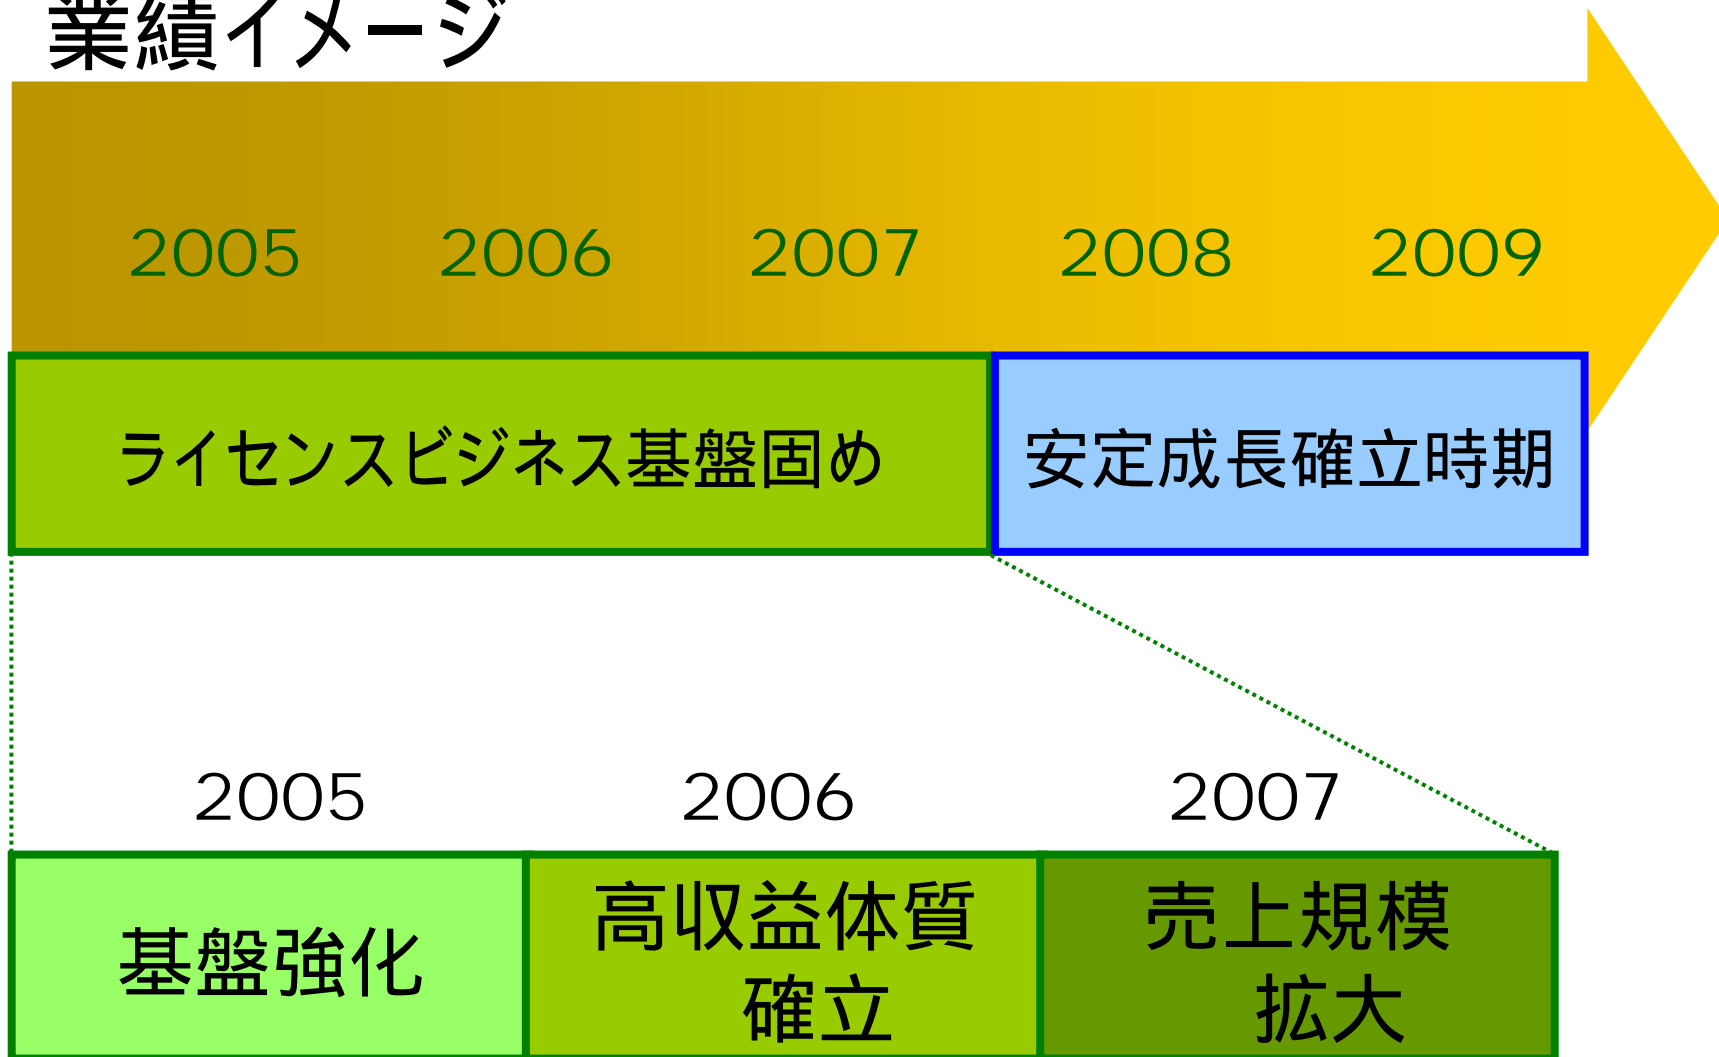 業績イメージ
2005 2006 2007 2008 2009
ライセンスビジネス基盤固め 安定成長確立時期
2005 2006 2007
基盤強化
高収益体質
確立
売上規模
拡大